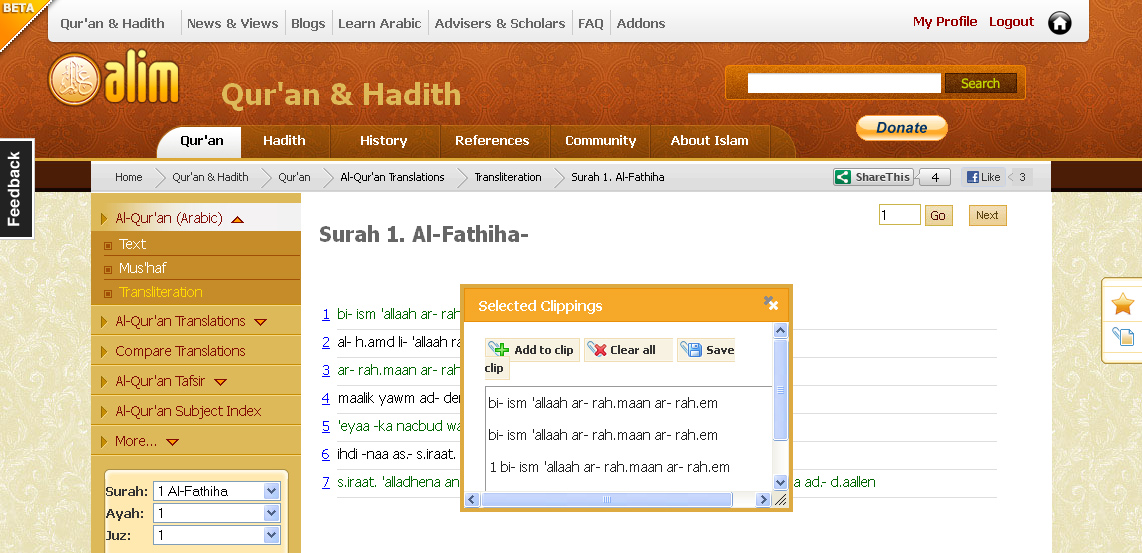 BETA
Qur'an & Hadith News & Views Blogs Learn Arabic Advisers & Scholars FAQ Addons
My Profile Logout
alim
Qur'an & Hadith
Search
Donate
Qur'an Hadith History References Community About Islam
Feedback
Home Qur'an & Hadith Qur'an Al-Qur'an Translations Transliteration Surah 1. Al-Fathiha
ShareThis 4 Like 3
Al-Qur'an (Arabic)
Text
Mus'haf
Transliteration
Al-Qur'an Translations
Compare Translations
Al-Qur'an Tafsir
Al-Qur'an Subject Index
More...
Surah: 1 Al-Fathiha
Ayah: 1
Juz: 1
1 Go Next
Surah 1. Al-Fathiha-
1 bi- ism 'allaah ar- rah
2 al- h.amd li- 'allaah ra
3 ar- rah.maan ar- rah
4 maalik yawm ad- de
5 'eyaa -ka nacbud wa
6 ihdi -naa as.- s.iraat.
7 s.iraat. 'alladhena an a ad.- d.aallen
Selected Clippings
Add to clip Clear all Save
clip
bi- ism 'allaah ar- rah.maan ar- rah.em
bi- ism 'allaah ar- rah.maan ar- rah.em
1 bi- ism 'allaah ar- rah.maan ar- rah.em